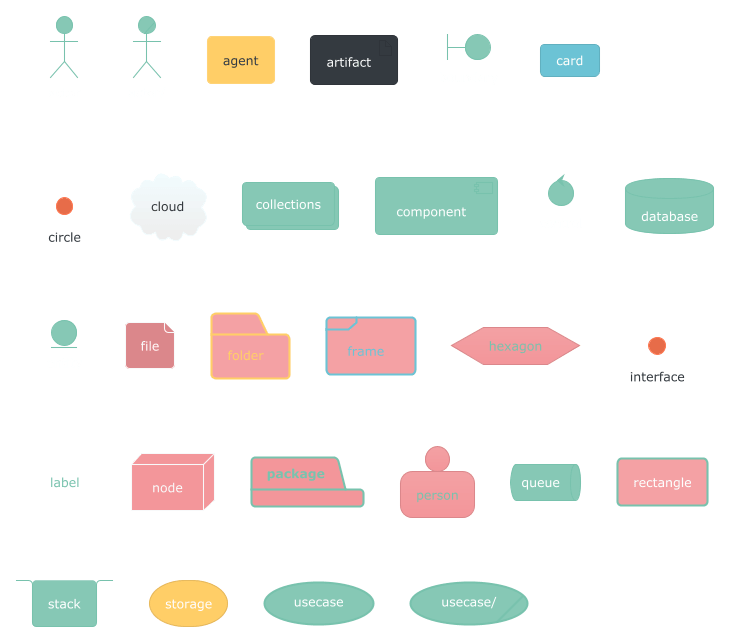 agent
artifact
card
circle
cloud
collections
component
database
file
folder
frame
hexagon
interface
label
node
package
person
queue
rectangle
stack
storage
usecase
usecase/